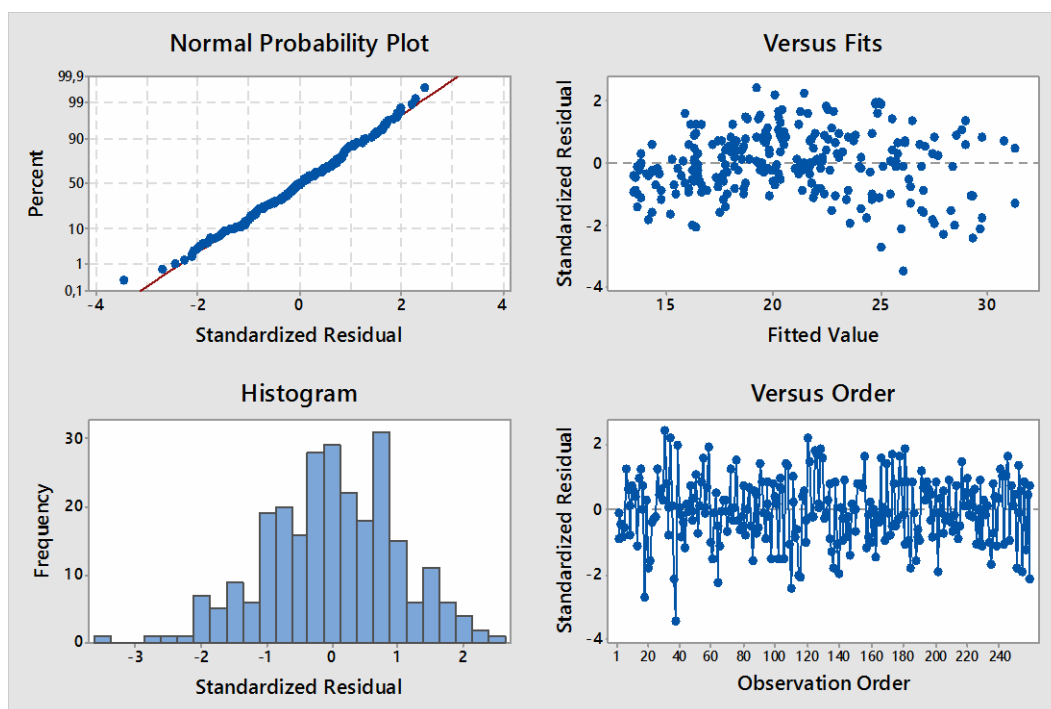 Normal Probability Plot
99,9
99
90
50
10
1
0,1
Percent
-4 -2 0 2 4
Standardized Residual
Versus Fits
2
0
-2
-4
Standardized Residual
15 20 25 30
Fitted Value
Histogram
30
20
10
0
Frequency
-3 -2 -1 0 1 2
Standardized Residual
Versus Order
2
0
-2
-4
Standardized Residual
1 20 40 60 80 100 120 140 160 180 200 220 240
Observation Order